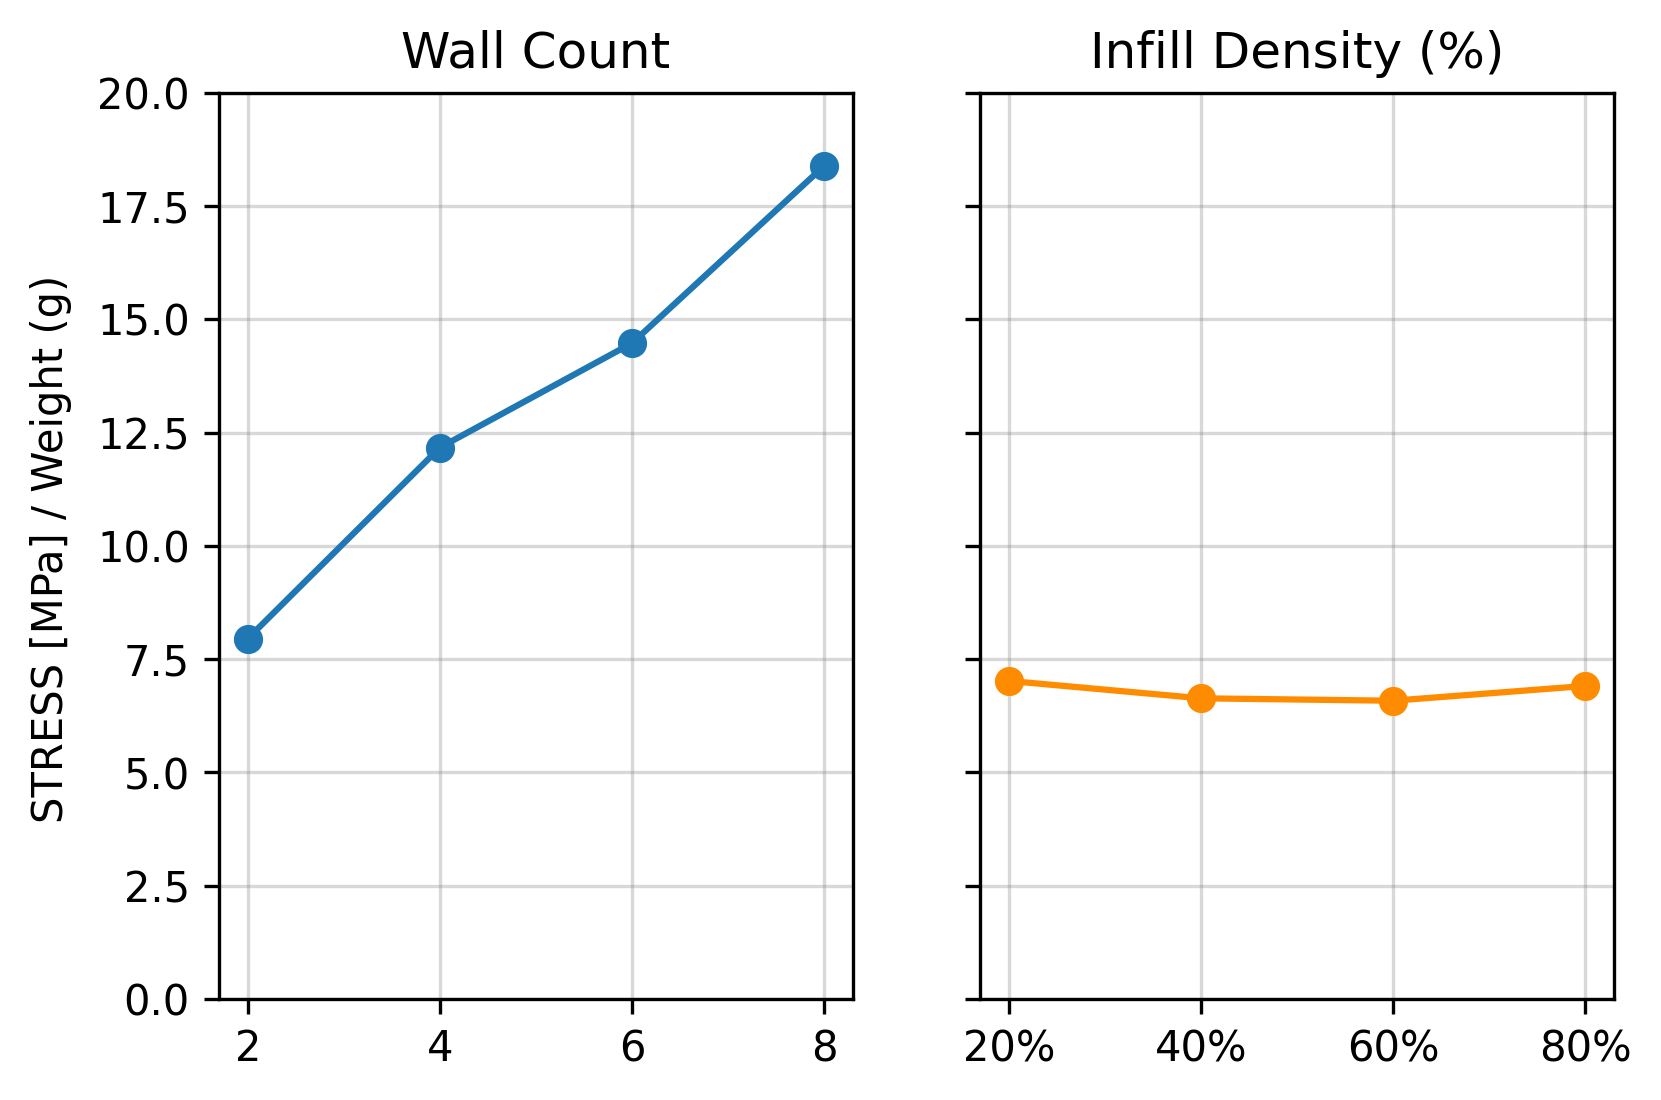 Wall Count
Infill Density (%)
STRESS [MPa] / Weight (g)
20.0
17.5
15.0
12.5
10.0
7.5
5.0
2.5
0.0
2 4 6 8
20% 40% 60% 80%